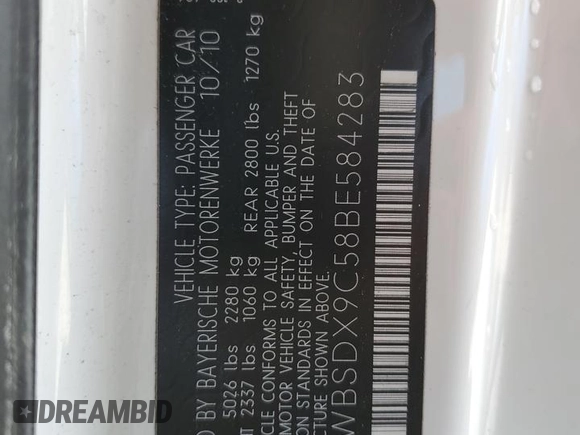 VEHICLE TYPE: PASSENGER CAR
D BY BAYERISCHE MOTORENWERKE 10/10
5026 lbs 2280 kg
T 2337 lbs 1060 kg REAR 2800 lbs 1270 kg
ICLE CONFORMS TO ALL APPLICABLE U.S.
MOTOR VEHICLE SAFETY, BUMPER AND THEFT
ION STANDARDS IN EFFECT ON THE DATE OF
CTURE SHOWN ABOVE.
WBSDX9C58BE584283
DREAMBID